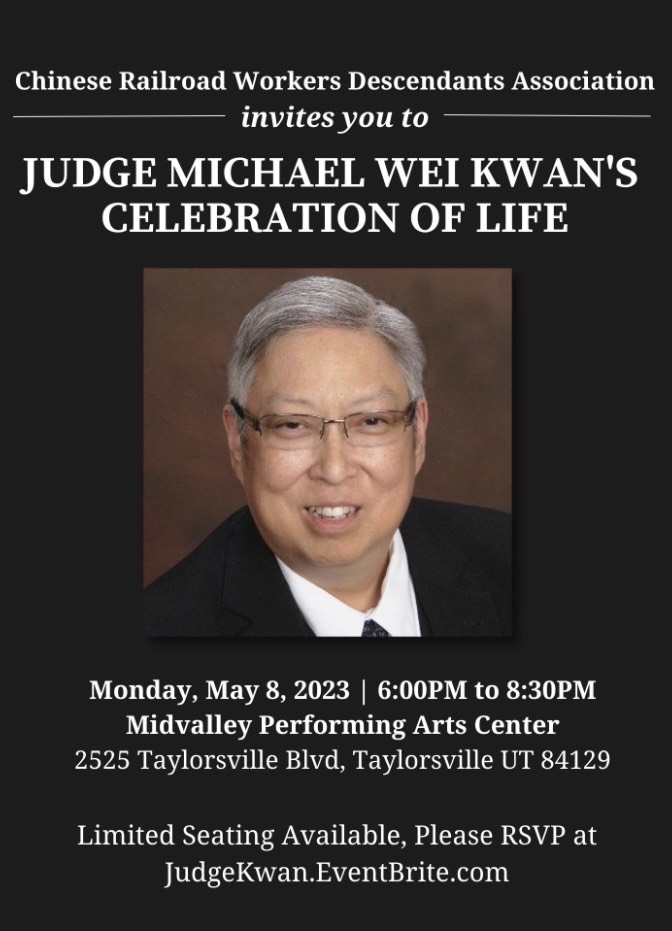 Chinese Railroad Workers Descendants Association
invites you to
JUDGE MICHAEL WEI KWAN'S
CELEBRATION OF LIFE
Monday, May 8, 2023 | 6:00PM to 8:30PM
Midvalley Performing Arts Center
2525 Taylorsville Blvd, Taylorsville UT 84129
Limited Seating Available, Please RSVP at
JudgeKwan.EventBrite.com